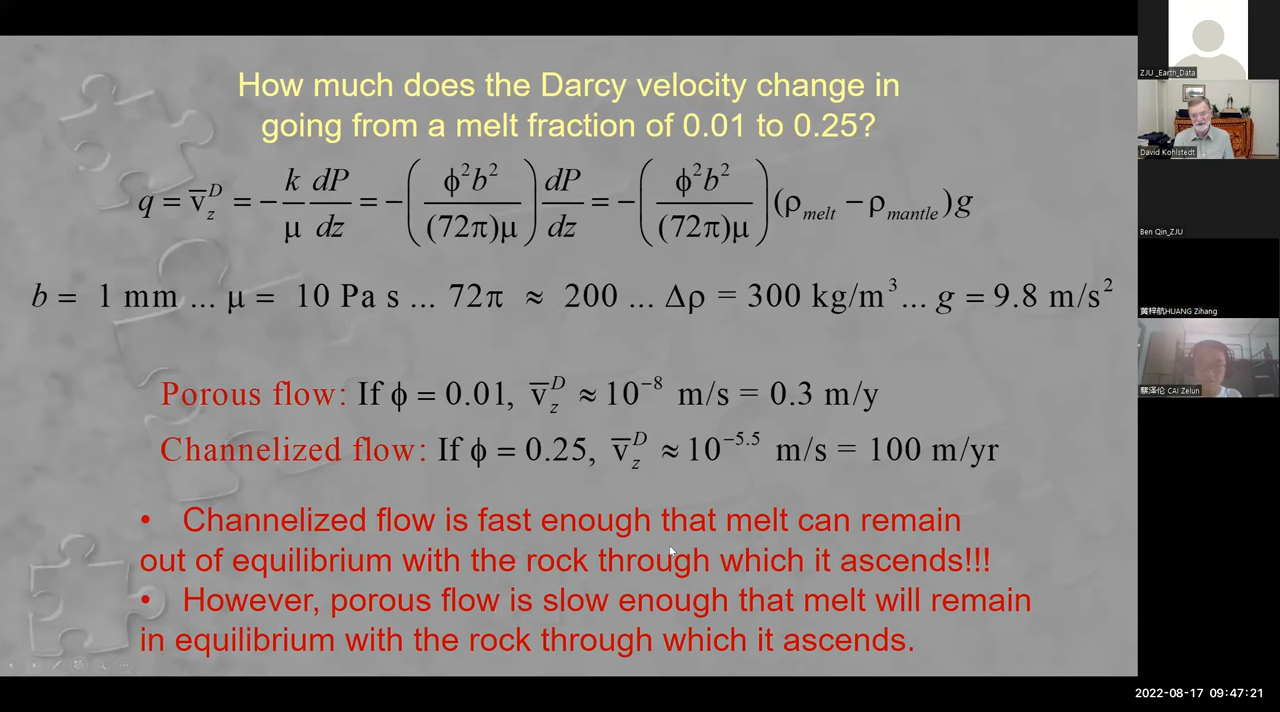 How much does the Darcy velocity change in
going from a melt fraction of 0.01 to 0.25?
q = v̅_z^D = −(k/μ)(dP/dz) = −(ϕ²b²/(72π)μ)(dP/dz) = −(ϕ²b²/(72π)μ)(ρ_melt − ρ_mantle)g
b = 1 mm ... μ = 10 Pa s ... 72π ≈ 200 ... Δρ = 300 kg/m³ ... g = 9.8 m/s²
Porous flow: If ϕ = 0.01, v̅_z^D ≈ 10⁻⁸ m/s = 0.3 m/y
Channelized flow: If ϕ = 0.25, v̅_z^D ≈ 10⁻⁵·⁵ m/s = 100 m/yr
• Channelized flow is fast enough that melt can remain
out of equilibrium with the rock through which it ascends!!!
• However, porous flow is slow enough that melt will remain
in equilibrium with the rock through which it ascends.
ZJU _Earth_Data
David Kohlstedt
Ben Qin_ZJU
黄梓航HUANG Zihang
蔡泽伦 CAI Zelun
2022-08-17 09:47:21